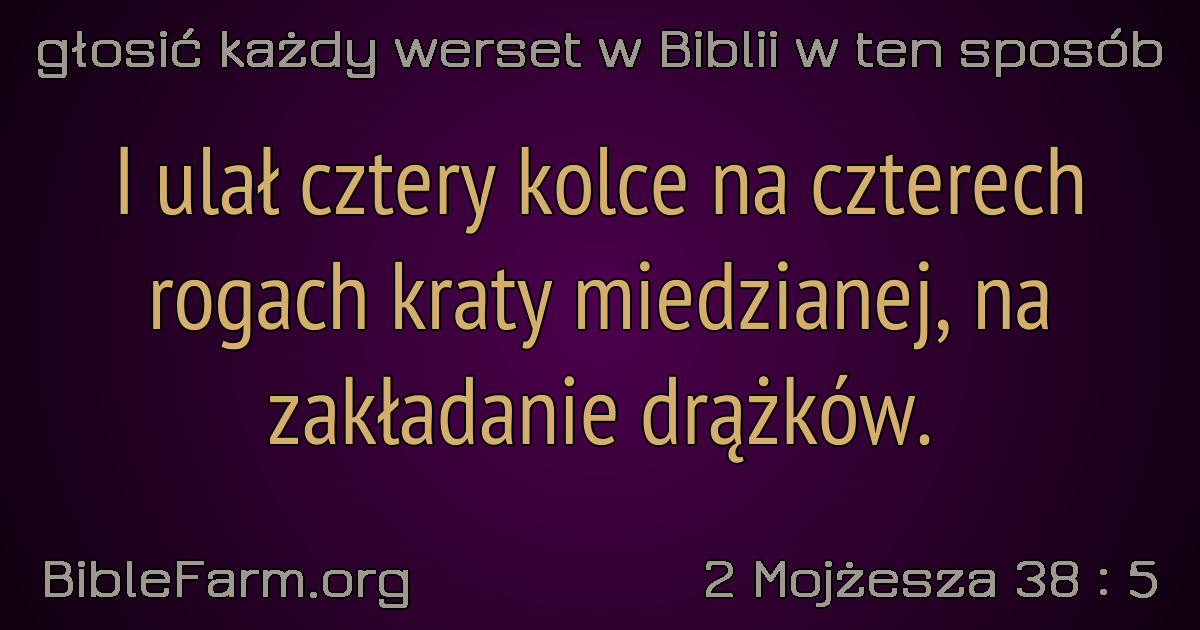 głosić każdy werset w Biblii w ten sposób
I ulał cztery kolce na czterech
rogach kraty miedzianej, na
zakładanie drążków.
BibleFarm.org
2 Mojżesza 38 : 5